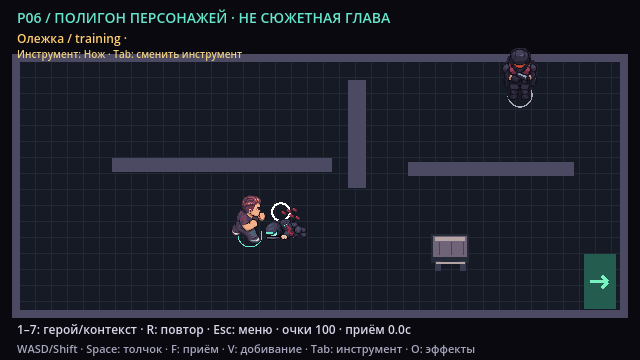 P06 / ПОЛИГОН ПЕРСОНАЖЕЙ · НЕ СЮЖЕТНАЯ ГЛАВА
Олежка / training ·
Инструмент: Нож · Tab: сменить инструмент
1–7: герой/контекст · R: повтор · Esc: меню · очки 100 · приём 0.0с
WASD/Shift · Space: толчок · F: приём · V: добивание · Tab: инструмент · O: эффекты